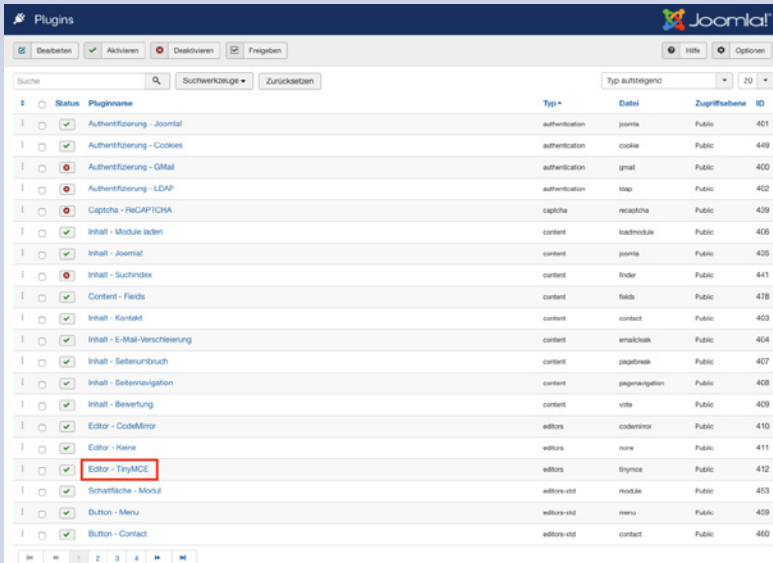 Plugins Joomla!
Bearbeiten Aktivieren Deaktivieren Freigeben Hilfe Optionen
Suche Suchwerkzeuge Zurücksetzen Typ aufsteigend 20
Status Pluginname Typ Datei Zugriffsebene ID
Authentifizierung - Joomla! authentication joomla Public 401
Authentifizierung - Cookies authentication cookie Public 449
Authentifizierung - GMail authentication gmail Public 400
Authentifizierung - LDAP authentication ldap Public 402
Captcha - ReCAPTCHA captcha recaptcha Public 439
Inhalt - Module laden content loadmodule Public 406
Inhalt - Joomla! content joomla Public 435
Inhalt - Suchindex content finder Public 441
Content - Fields content fields Public 478
Inhalt - Kontakt content contact Public 403
Inhalt - E-Mail-Verschleierung content emailcloak Public 404
Inhalt - Seitenumbruch content pagebreak Public 407
Inhalt - Seitennavigation content pagenavigation Public 408
Inhalt - Bewertung content vote Public 409
Editor - CodeMirror editors codemirror Public 410
Editor - Keine editors none Public 411
Editor - TinyMCE editors tinymce Public 412
Schaltfläche - Modul editors-xtd module Public 453
Button - Menu editors-xtd menu Public 459
Button - Contact editors-xtd contact Public 460
1 2 3 4